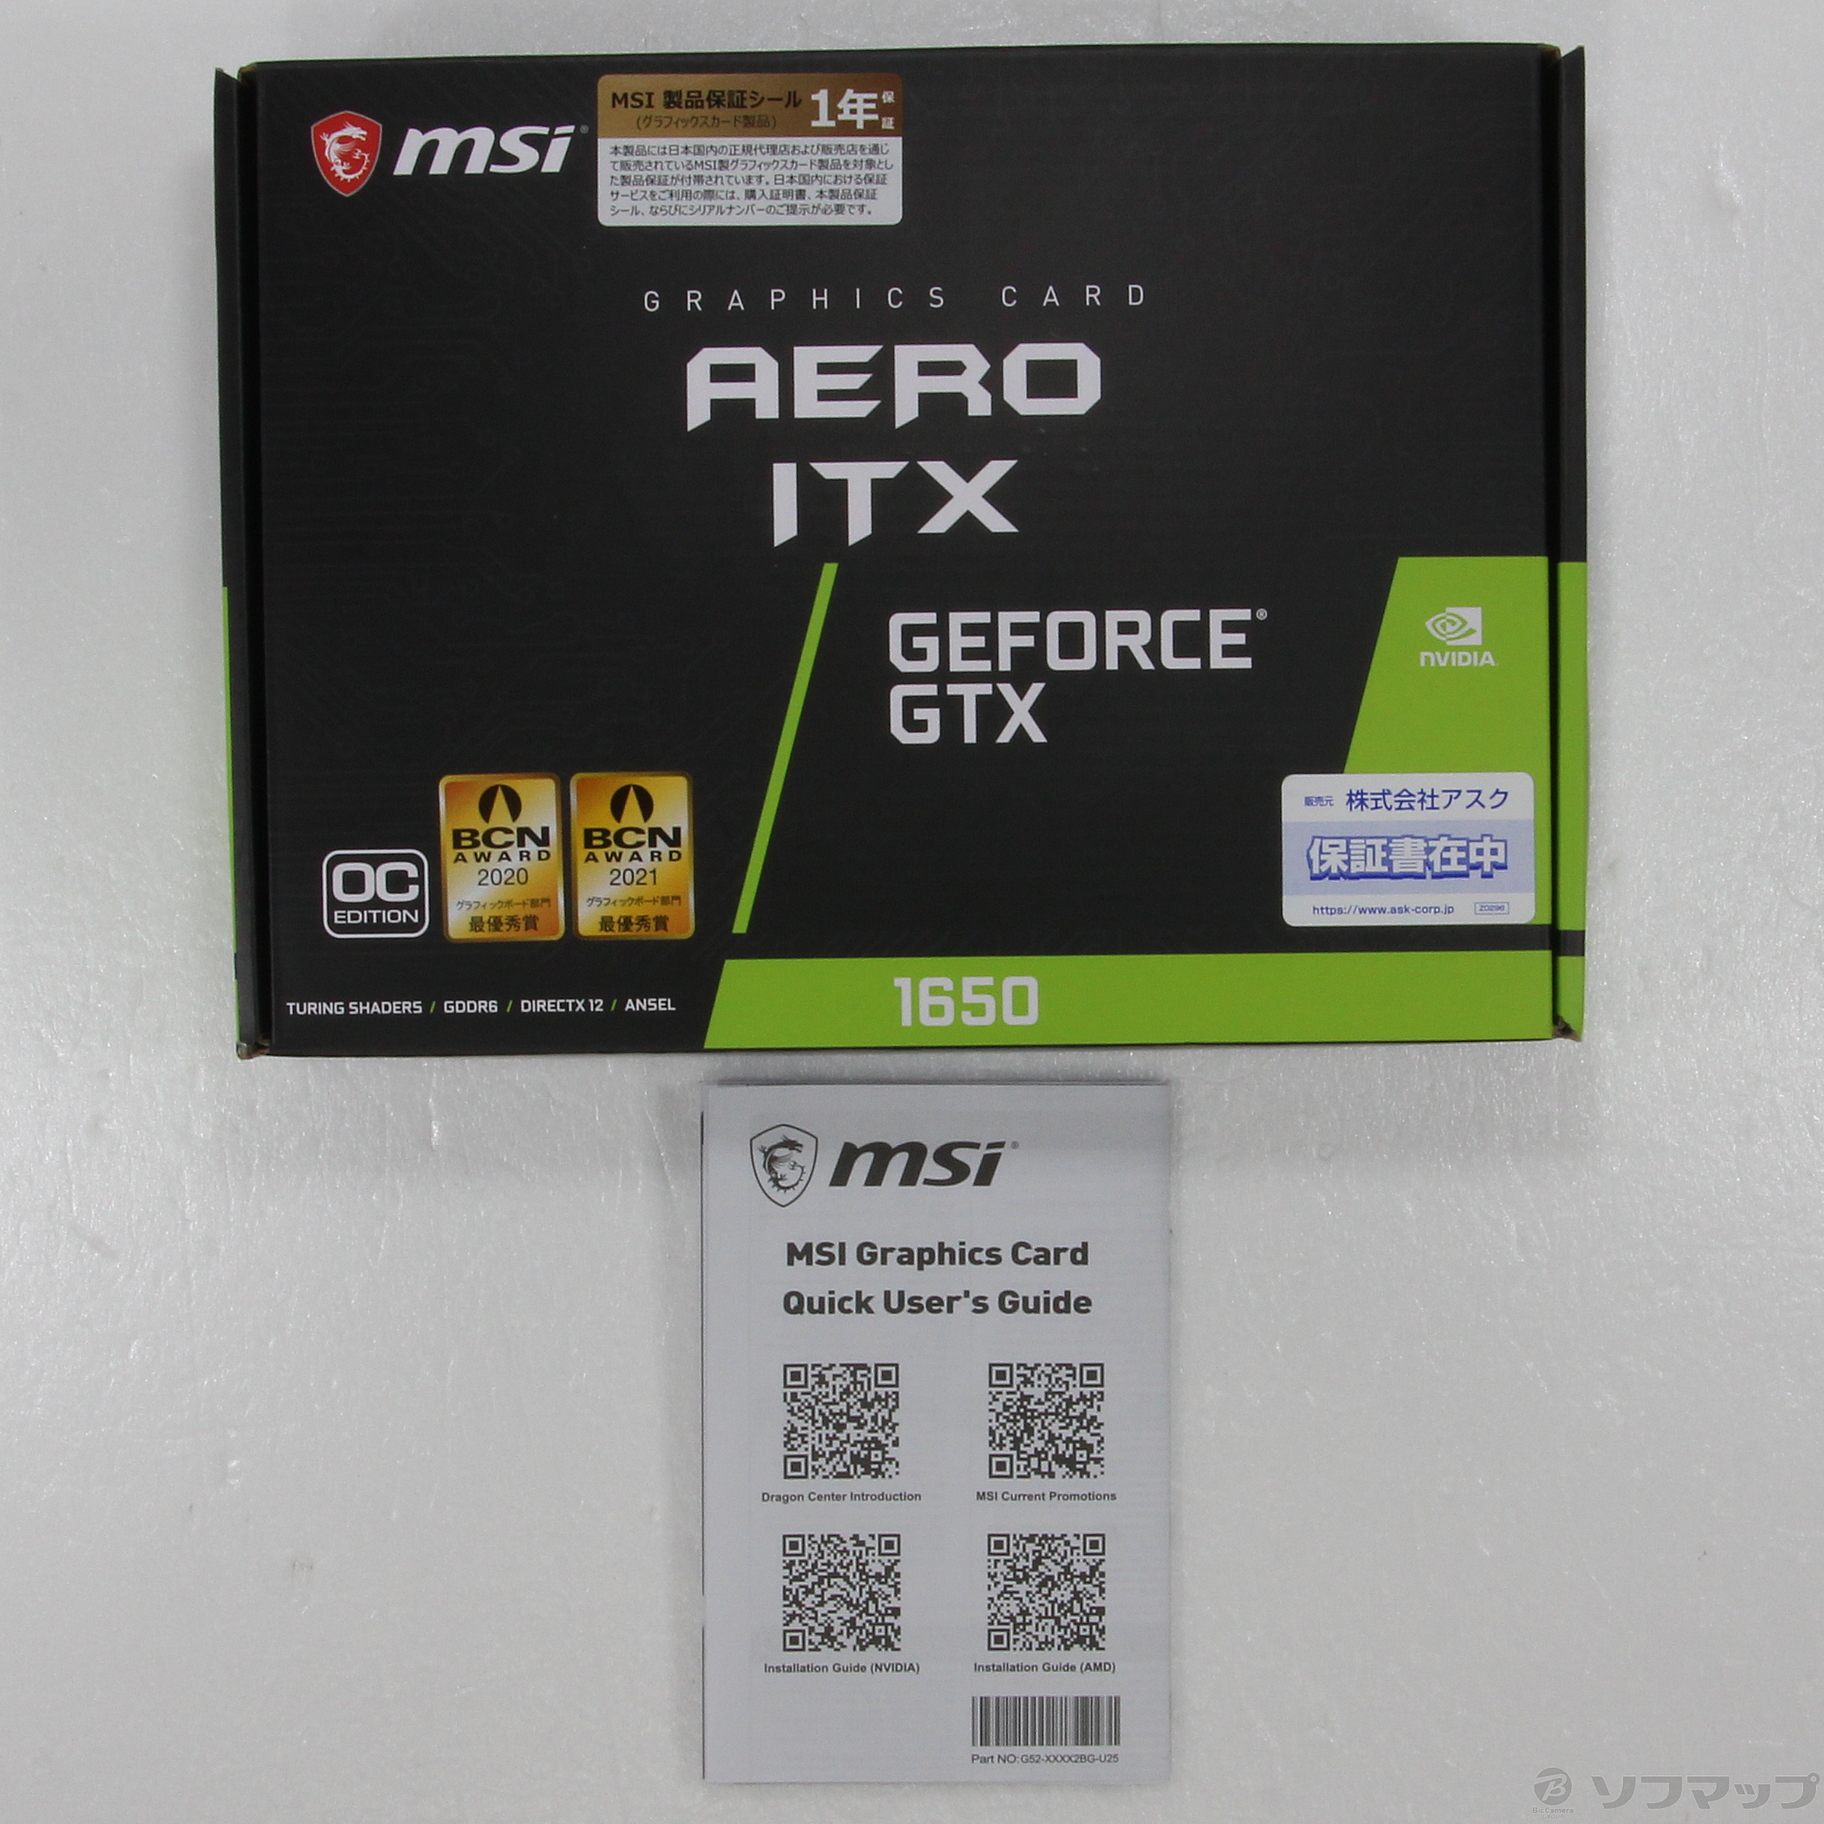 msi
MSI 製品保証シール 1年保証
(グラフィックスカード製品)
本製品には日本国内の正規代理店および販売店を通じ
て販売されているMSI製グラフィックスカード製品を対象とし
た製品保証が付帯されています。日本国内における保証
サービスをご利用の際には、購入証明書、本製品保証
シール、ならびにシリアルナンバーのご提示が必要です。
GRAPHICS CARD
AERO
ITX
GEFORCE®
GTX
NVIDIA
販売元 株式会社アスク
保証書在中
https://www.ask-corp.jp Z0296
OC
EDITION
BCN
AWARD
2020
グラフィックボード部門
最優秀賞
BCN
AWARD
2021
グラフィックボード部門
最優秀賞
TURING SHADERS / GDDR6 / DIRECTX 12 / ANSEL
1650
msi
MSI Graphics Card
Quick User's Guide
Dragon Center Introduction
MSI Current Promotions
Installation Guide (NVIDIA)
Installation Guide (AMD)
Part NO:G52-XXXX2BG-U25
ソフマップ